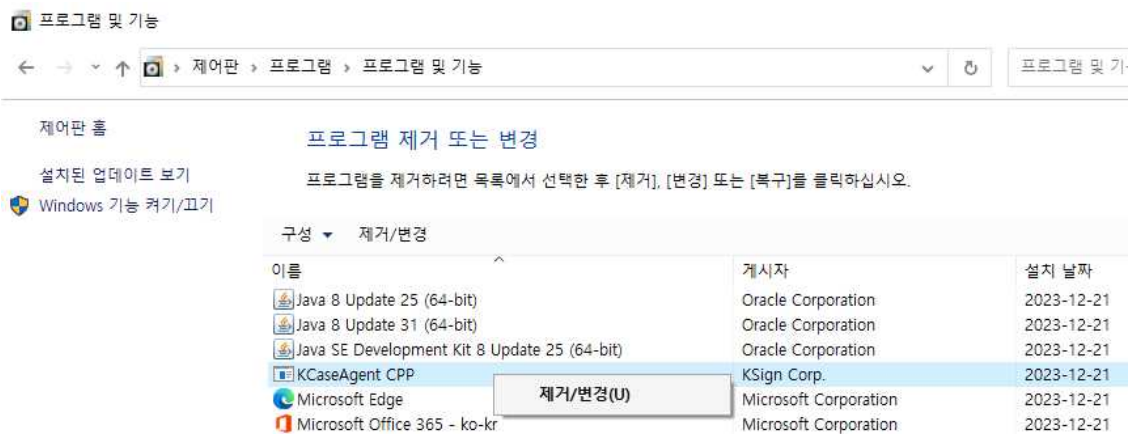 프로그램 및 기능
제어판 › 프로그램 › 프로그램 및 기능
프로그램 및
제어판 홈
프로그램 제거 또는 변경
설치된 업데이트 보기
프로그램을 제거하려면 목록에서 선택한 후 [제거], [변경] 또는 [복구]를 클릭하십시오.
Windows 기능 켜기/끄기
구성 제거/변경
이름 게시자 설치 날짜
Java 8 Update 25 (64-bit) Oracle Corporation 2023-12-21
Java 8 Update 31 (64-bit) Oracle Corporation 2023-12-21
Java SE Development Kit 8 Update 25 (64-bit) Oracle Corporation 2023-12-21
KCaseAgent CPP KSign Corp. 2023-12-21
제거/변경(U)
Microsoft Edge Microsoft Corporation 2023-12-21
Microsoft Office 365 - ko-kr Microsoft Corporation 2023-12-21